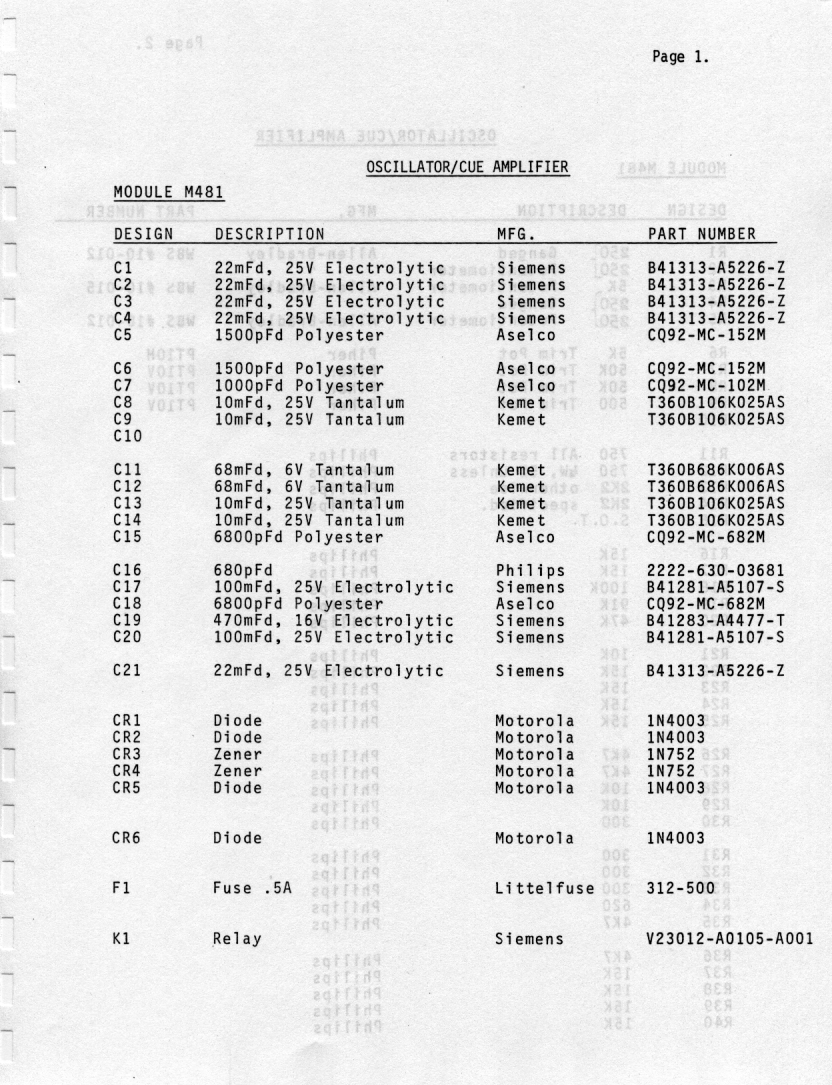 Page 1.
OSCILLATOR/CUE AMPLIFIER
MODULE M481
DESIGN DESCRIPTION MFG. PART NUMBER
C1 22mFd, 25V Electrolytic Siemens B41313-A5226-Z
C2 22mFd, 25V Electrolytic Siemens B41313-A5226-Z
C3 22mFd, 25V Electrolytic Siemens B41313-A5226-Z
C4 22mFd, 25V Electrolytic Siemens B41313-A5226-Z
C5 1500pFd Polyester Aselco CQ92-MC-152M
C6 1500pFd Polyester Aselco CQ92-MC-152M
C7 1000pFd Polyester Aselco CQ92-MC-102M
C8 10mFd, 25V Tantalum Kemet T360B106K025AS
C9 10mFd, 25V Tantalum Kemet T360B106K025AS
C10
C11 68mFd, 6V Tantalum Kemet T360B686K006AS
C12 68mFd, 6V Tantalum Kemet T360B686K006AS
C13 10mFd, 25V Tantalum Kemet T360B106K025AS
C14 10mFd, 25V Tantalum Kemet T360B106K025AS
C15 6800pFd Polyester Aselco CQ92-MC-682M
C16 680pFd Philips 2222-630-03681
C17 100mFd, 25V Electrolytic Siemens B41281-A5107-S
C18 6800pFd Polyester Aselco CQ92-MC-682M
C19 470mFd, 16V Electrolytic Siemens B41283-A4477-T
C20 100mFd, 25V Electrolytic Siemens B41281-A5107-S
C21 22mFd, 25V Electrolytic Siemens B41313-A5226-Z
CR1 Diode Motorola 1N4003
CR2 Diode Motorola 1N4003
CR3 Zener Motorola 1N752
CR4 Zener Motorola 1N752
CR5 Diode Motorola 1N4003
CR6 Diode Motorola 1N4003
F1 Fuse .5A Littelfuse 312-500
K1 Relay Siemens V23012-A0105-A001